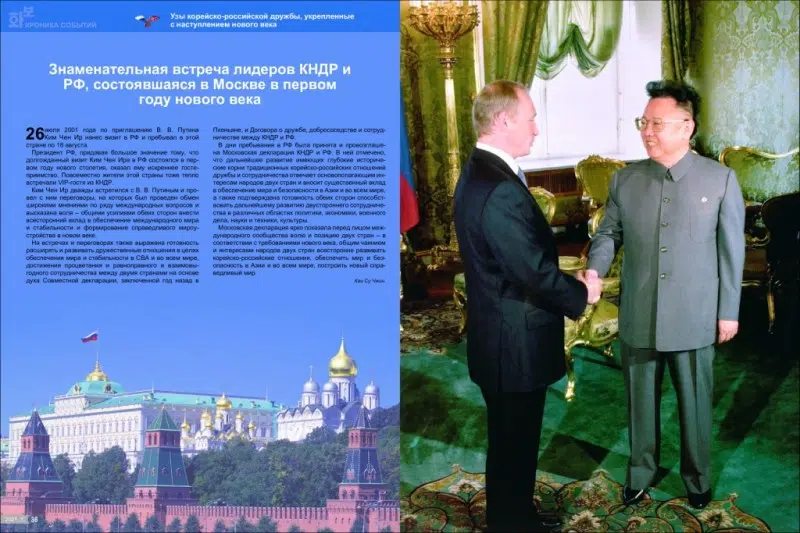 화보
ХРОНИКА СОБЫТИЙ
Узы корейско-российской дружбы, укрепленные
с наступлением нового века
Знаменательная встреча лидеров КНДР и
РФ, состоявшаяся в Москве в первом
году нового века
26 июля 2001 года по приглашению В. В. Путина
Ким Чен Ир нанес визит в РФ и пребывал в этой
стране по 18 августа.
Президент РФ, придавая большое значение тому, что
долгожданный визит Ким Чен Ира в РФ состоялся в пер-
вом году нового столетия, оказал ему искреннее госте-
приимство. Повсеместно жители этой страны тоже тепло
встречали VIP-гостя из КНДР.
Ким Чен Ир дважды встретился с В. В. Путиным и про-
вел с ним переговоры, на которых был проведен обмен
широкими мнениями по ряду международных вопросов и
высказана воля – общими усилиями обеих сторон внести
всесторонний вклад в обеспечение международного мира
и стабильности и формирование справедливого миро-
устройства в новом веке.
На встречах и переговорах также выражена готовность
расширять и развивать дружественные отношения в целях
обеспечения мира и стабильности в СВА и во всем мире,
достижения процветания и равноправного и взаимовы-
годного сотрудничества между двумя странами на основе
духа Совместной декларации, заключенной год назад в
Пхеньяне, и Договора о дружбе, добрососедстве и сотруд-
ничестве между КНДР и РФ.
В дни пребывания в РФ была принята и провозглаше-
на Московская декларация КНДР и РФ. В ней отмечено,
что дальнейшее развитие имеющих глубокие историче-
ские корни традиционных корейско-российских отношений
дружбы и сотрудничества отвечает основополагающим ин-
тересам народов двух стран и вносит существенный вклад
в обеспечение мира и безопасности в Азии и во всем мире,
а также подтверждена готовность обеих сторон способст-
вовать дальнейшему развитию двустороннего сотрудничес-
тва в различных областях политики, экономики, военного
дела, науки и техники, культуры.
Московская декларация ярко показала перед лицом меж-
дународного сообщества волю и позиции двух стран – в
соответствии с требованиями нового века, общим чаянием
и интересами народов двух стран всесторонне развивать
корейско-российские отношения, обеспечить мир и бе-
зопасность в Азии и во всем мире, построить новый спра-
ведливый мир.
Ким Су Чжин.
36